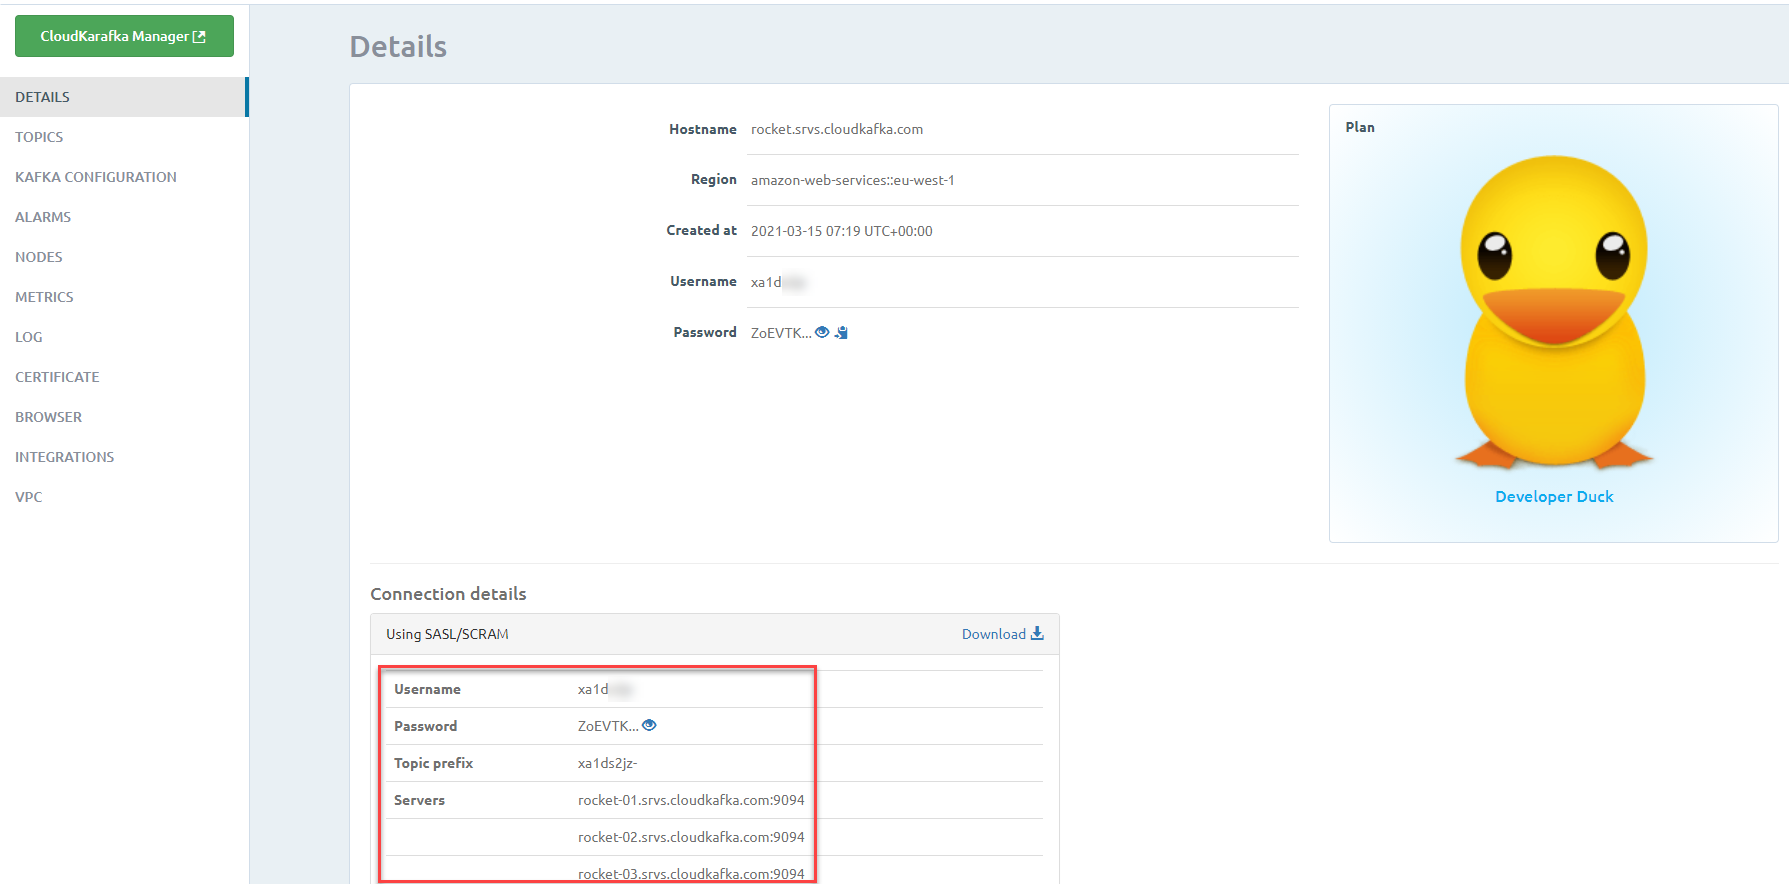 CloudKarafka Manager
DETAILS
TOPICS
KAFKA CONFIGURATION
ALARMS
NODES
METRICS
LOG
CERTIFICATE
BROWSER
INTEGRATIONS
VPC
Details
Hostname rocket.srvs.cloudkafka.com
Region amazon-web-services::eu-west-1
Created at 2021-03-15 07:19 UTC+00:00
Username xa1d
Password ZoEVTK...
Plan
Developer Duck
Connection details
Using SASL/SCRAM Download
Username xa1d
Password ZoEVTK...
Topic prefix xa1ds2jz-
Servers rocket-01.srvs.cloudkafka.com:9094
rocket-02.srvs.cloudkafka.com:9094
rocket-03.srvs.cloudkafka.com:9094